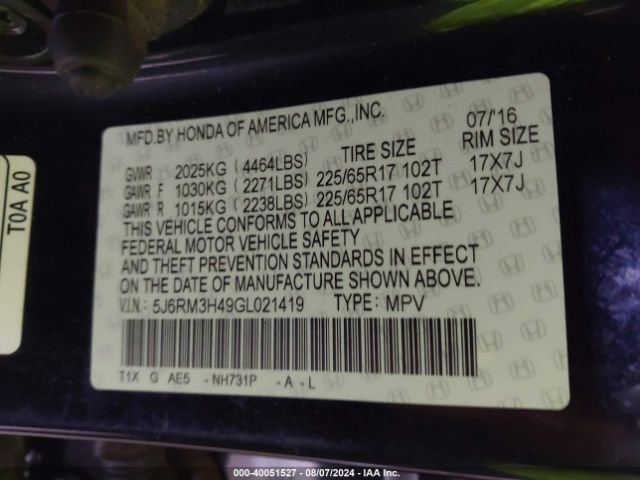 MFD.BY HONDA OF AMERICA MFG.,INC. 07/'16
TIRE SIZE RIM SIZE
GVWR 2025KG (4464LBS)
GAWR F 1030KG (2271LBS) 225/65R17 102T 17X7J
GAWR R 1015KG (2238LBS) 225/65R17 102T 17X7J
THIS VEHICLE CONFORMS TO ALL APPLICABLE
FEDERAL MOTOR VEHICLE SAFETY
AND THEFT PREVENTION STANDARDS IN EFFECT
ON THE DATE OF MANUFACTURE SHOWN ABOVE.
V.I.N.: 5J6RM3H49GL021419 TYPE: MPV
T1X G AE5 -NH731P -A-L
T0A A0
000-40051527 - 08/07/2024 - IAA Inc.